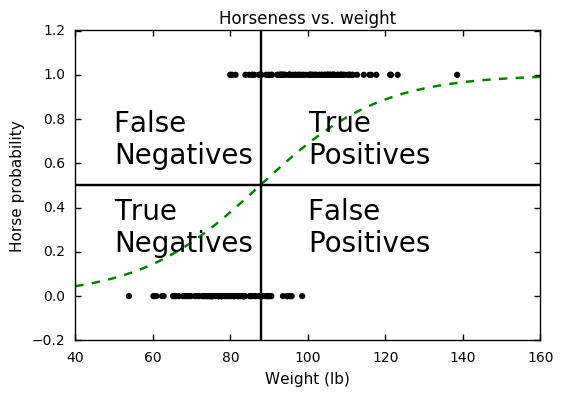 Horseness vs. weight
1.2
1.0
0.8
0.6
0.4
0.2
0.0
−0.2
Horse probability
False
Negatives
True
Positives
True
Negatives
False
Positives
40
60
80
100
120
140
160
Weight (lb)